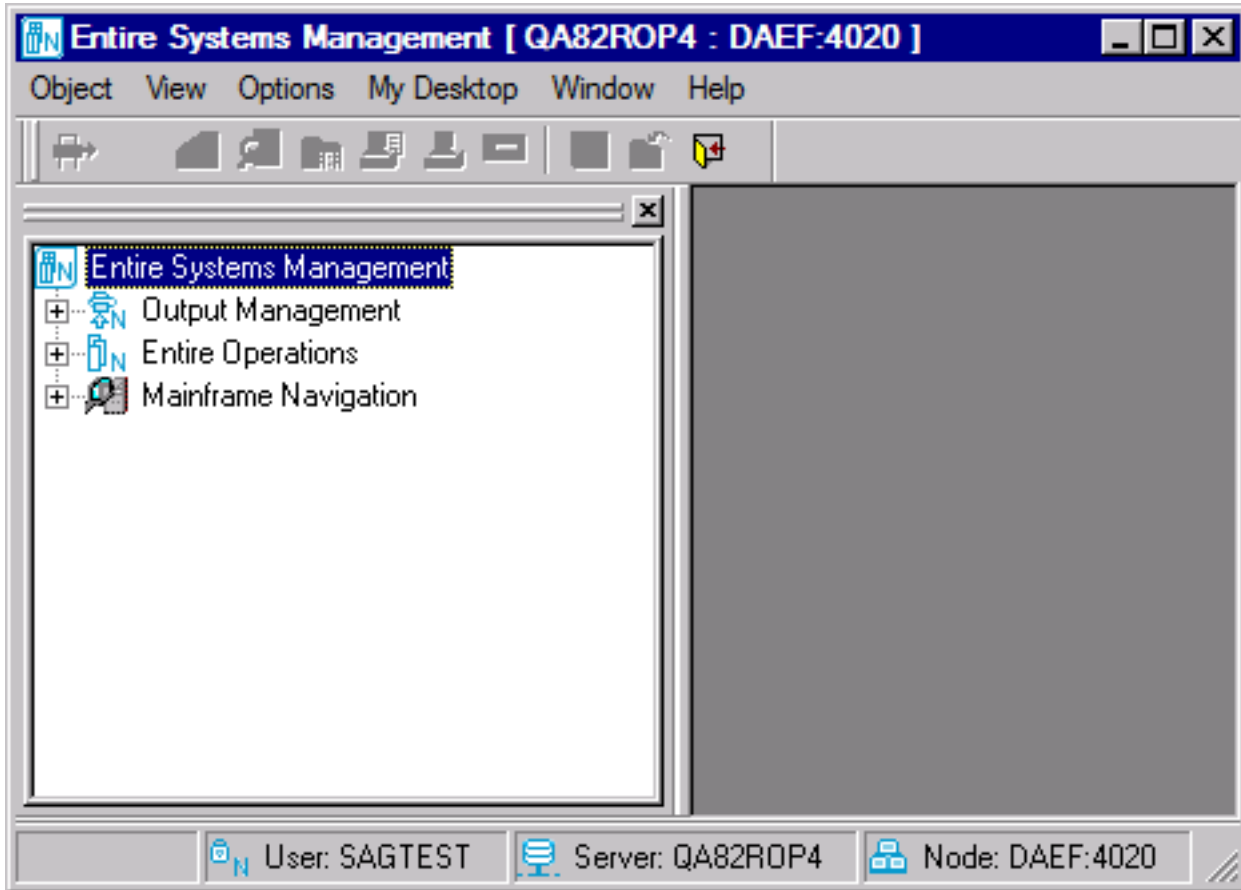 Entire Systems Management [ QA82ROP4 : DAEF:4020 ]
Object View Options My Desktop Window Help
Entire Systems Management
Output Management
Entire Operations
Mainframe Navigation
User: SAGTEST Server: QA82ROP4 Node: DAEF:4020